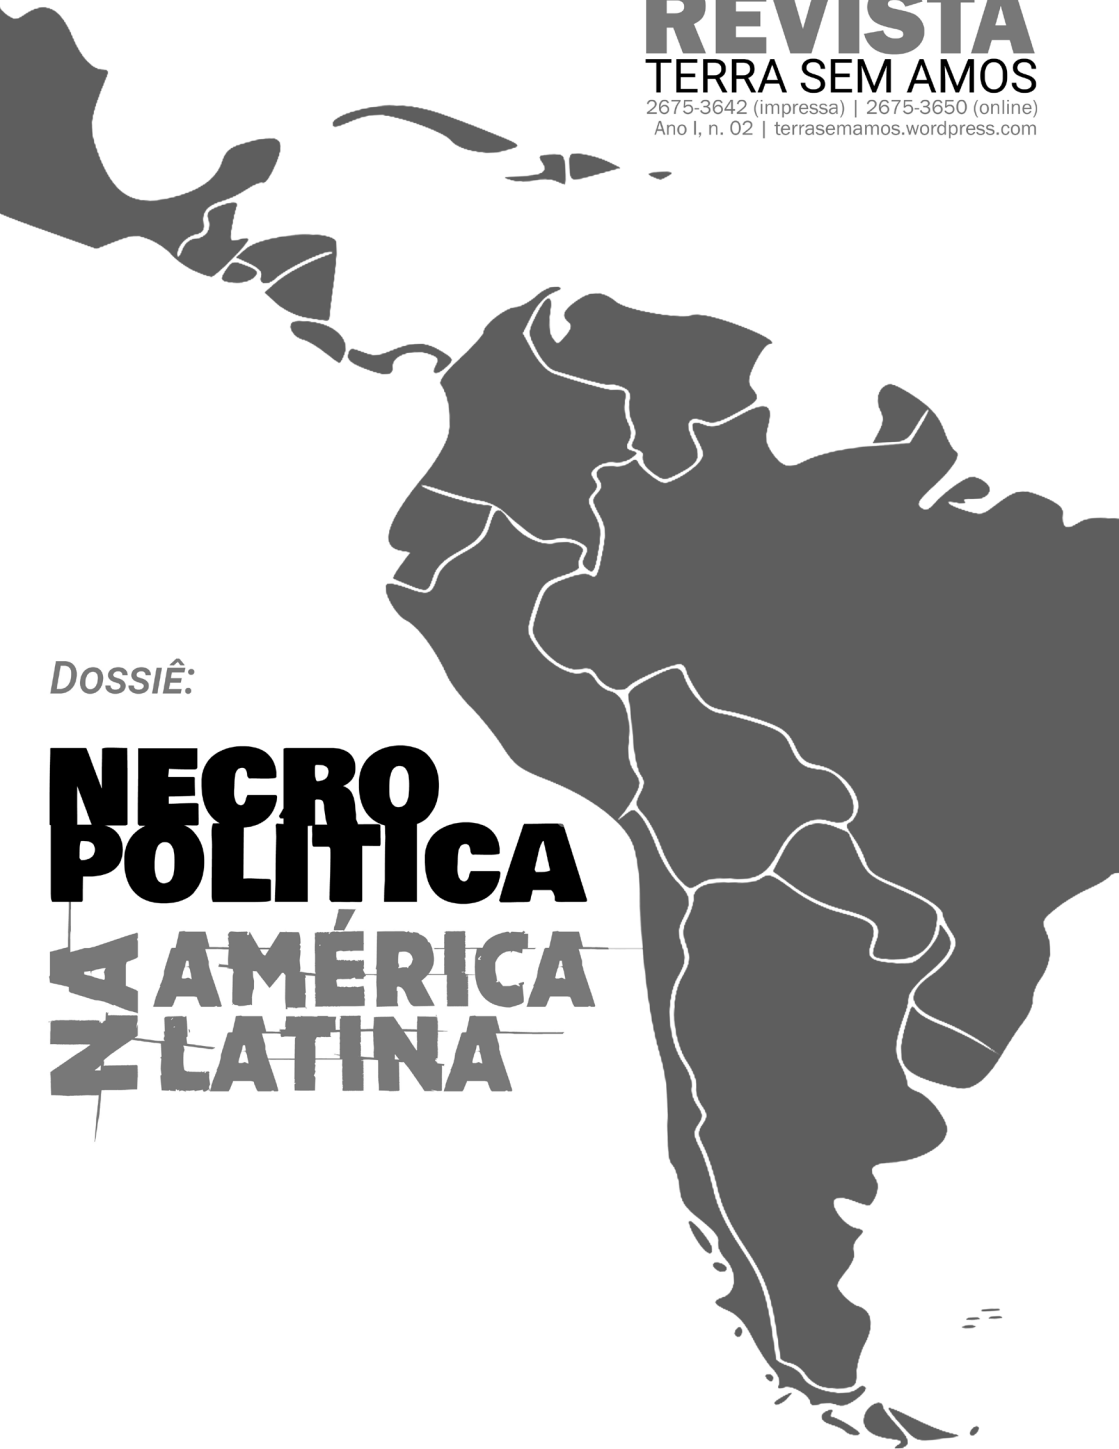 REVISTA
TERRA SEM AMOS
2675-3642 (impressa) | 2675-3650 (online)
Ano I, n. 02 | terrasemamos.wordpress.com
DOSSIÊ:
NECRO
POLÍTICA
NA
AMÉRICA
LATINA